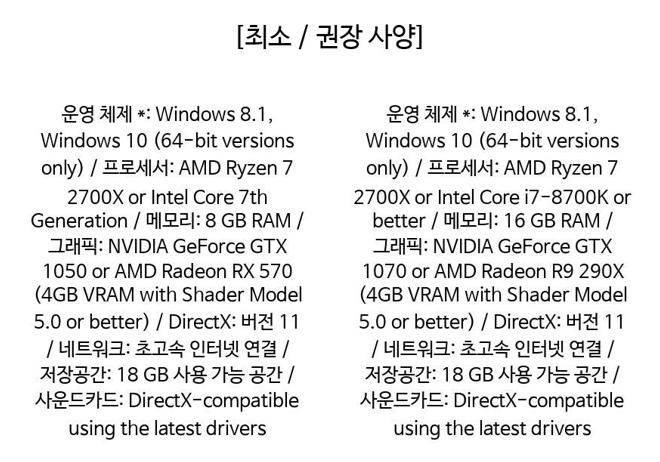 [최소 / 권장 사양]
운영 체제 *: Windows 8.1,
Windows 10 (64-bit versions
only) / 프로세서: AMD Ryzen 7
2700X or Intel Core 7th
Generation / 메모리: 8 GB RAM /
그래픽: NVIDIA GeForce GTX
1050 or AMD Radeon RX 570
(4GB VRAM with Shader Model
5.0 or better) / DirectX: 버전 11
/ 네트워크: 초고속 인터넷 연결 /
저장공간: 18 GB 사용 가능 공간 /
사운드카드: DirectX-compatible
using the latest drivers
운영 체제 *: Windows 8.1,
Windows 10 (64-bit versions
only) / 프로세서: AMD Ryzen 7
2700X or Intel Core i7-8700K or
better / 메모리: 16 GB RAM /
그래픽: NVIDIA GeForce GTX
1070 or AMD Radeon R9 290X
(4GB VRAM with Shader Model
5.0 or better) / DirectX: 버전 11
/ 네트워크: 초고속 인터넷 연결 /
저장공간: 18 GB 사용 가능 공간 /
사운드카드: DirectX-compatible
using the latest drivers